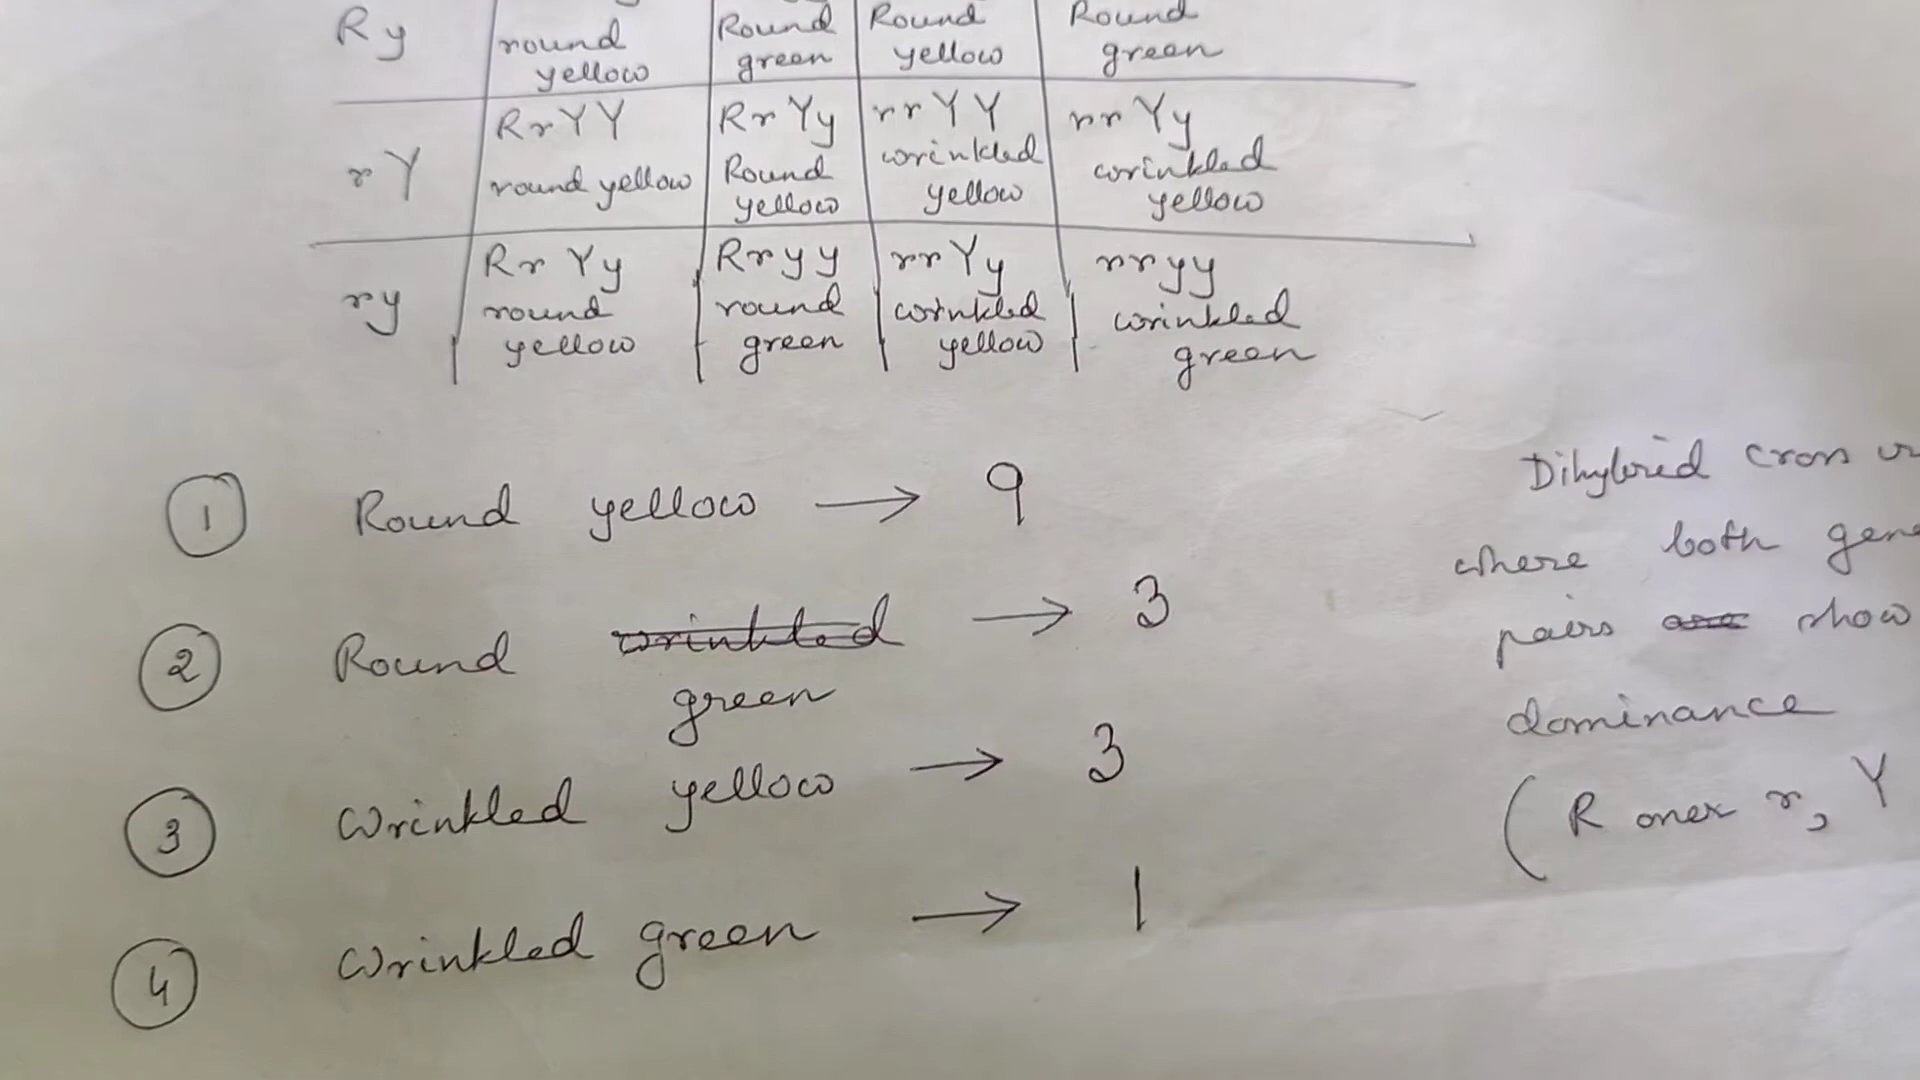 Ry round yellow Round green Round yellow Round green
rY RrYY round yellow RrYy Round yellow rrYY wrinkled yellow rrYy wrinkled yellow
ry RrYy round yellow Rryy round green rrYy wrinkled yellow rryy wrinkled green
① Round yellow → 9
② Round wrinkled → 3
green
③ Wrinkled yellow → 3
④ Wrinkled green → 1
Dihybrid cross
where both gene
pairs are show
dominance
( R over r, Y